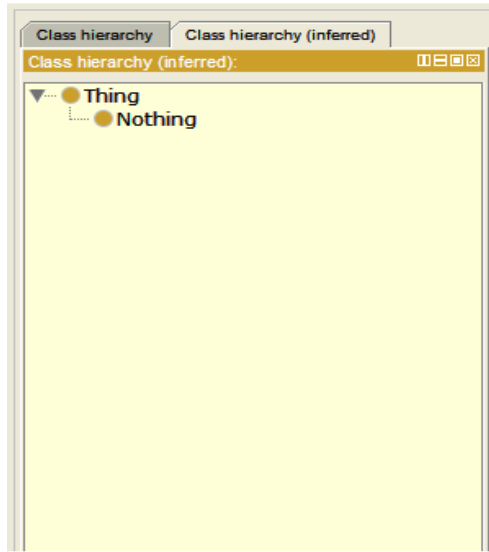 Class hierarchy Class hierarchy (inferred)
Class hierarchy (inferred):
Thing
Nothing